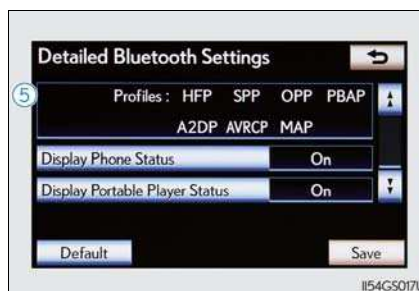 Detailed Bluetooth Settings
5 Profiles : HFP SPP OPP PBAP
A2DP AVRCP MAP
Display Phone Status On
Display Portable Player Status On
Default Save
II54GS017L